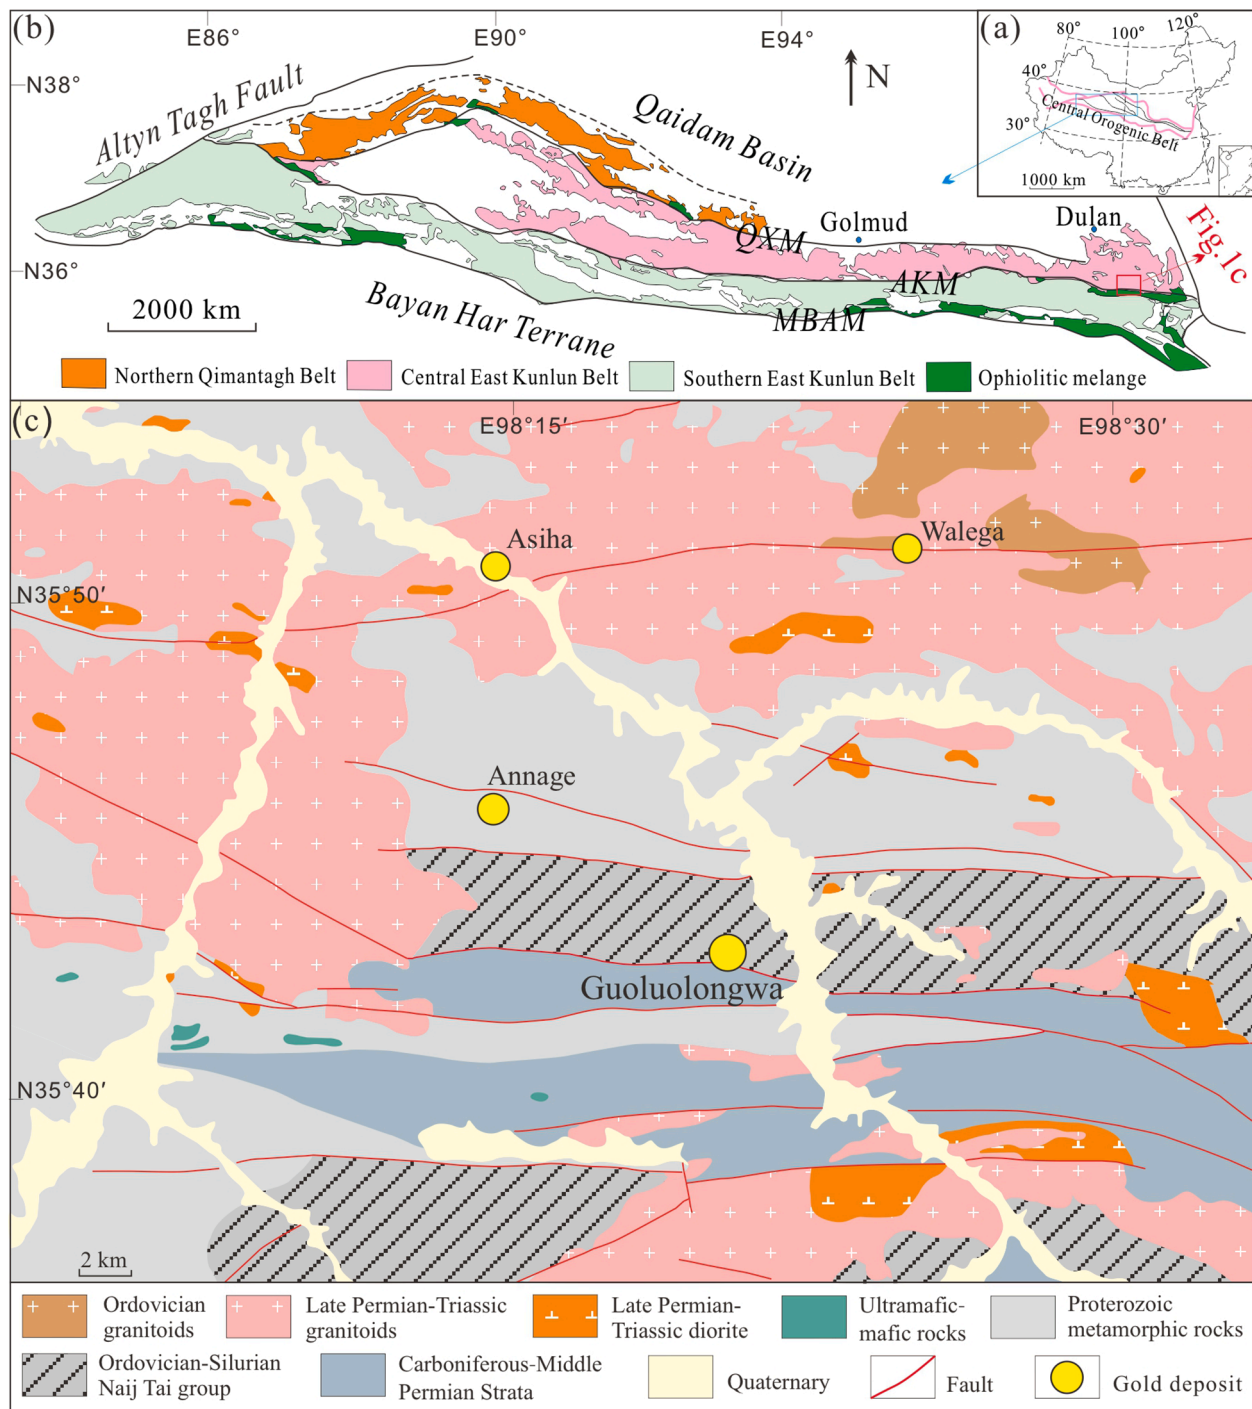 (b)
E86°
E90°
E94°
N
(a)
80°
100°
120°
40°
30°
Central Orogenic Belt
1000 km
N38°
Altyn Tagh Fault
Qaidam Basin
Golmud
Dulan
QXM
Fig.1c
N36°
AKM
MBAM
Bayan Har Terrane
2000 km
Northern Qimantagh Belt
Central East Kunlun Belt
Southern East Kunlun Belt
Ophiolitic melange
(c)
E98°15′
E98°30′
Asiha
Walega
N35°50′
Annage
Guoluolongwa
N35°40′
2 km
Ordovician
granitoids
Late Permian-Triassic
granitoids
Late Permian-
Triassic diorite
Ultramafic-
mafic rocks
Proterozoic
metamorphic rocks
Ordovician-Silurian
Naij Tai group
Carboniferous-Middle
Permian Strata
Quaternary
Fault
Gold deposit